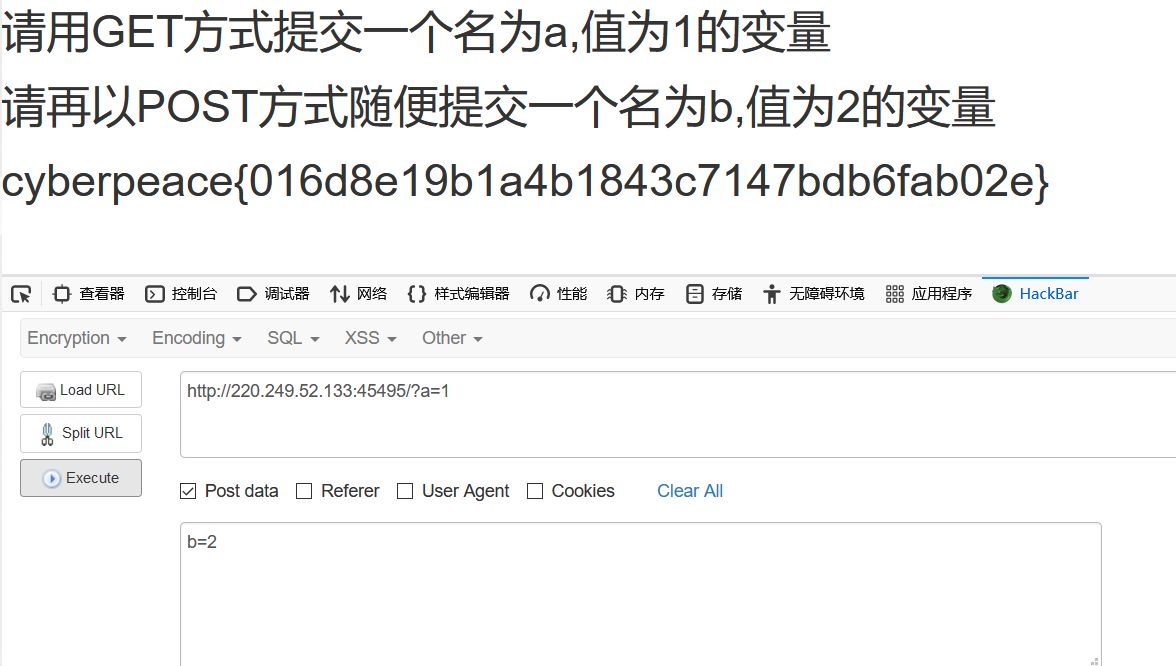 请用GET方式提交一个名为a,值为1的变量
请再以POST方式随便提交一个名为b,值为2的变量
cyberpeace{016d8e19b1a4b1843c7147bdb6fab02e}
查看器 控制台 调试器 网络 样式编辑器 性能 内存 存储 无障碍环境 应用程序 HackBar
Encryption Encoding SQL XSS Other
Load URL
http://220.249.52.133:45495/?a=1
Split URL
Execute
Post data Referer User Agent Cookies Clear All
b=2